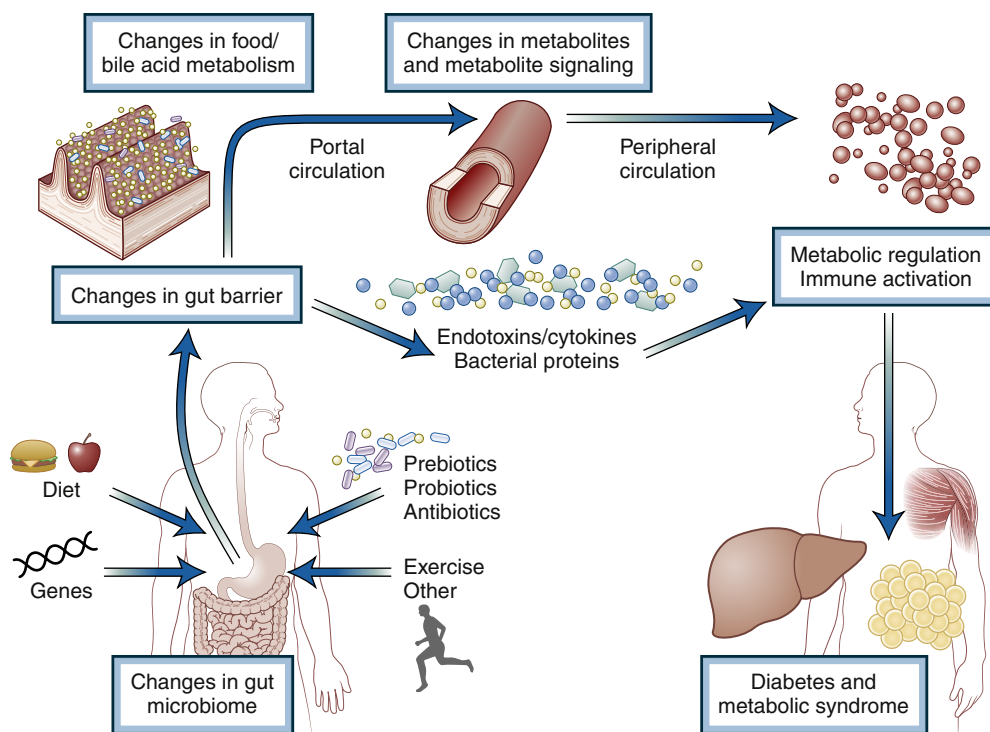 Changes in food/
bile acid metabolism
Changes in metabolites
and metabolite signaling
Portal
circulation
Peripheral
circulation
Changes in gut barrier
Metabolic regulation
Immune activation
Endotoxins/cytokines
Bacterial proteins
Diet
Prebiotics
Probiotics
Antibiotics
Genes
Exercise
Other
Changes in gut
microbiome
Diabetes and
metabolic syndrome